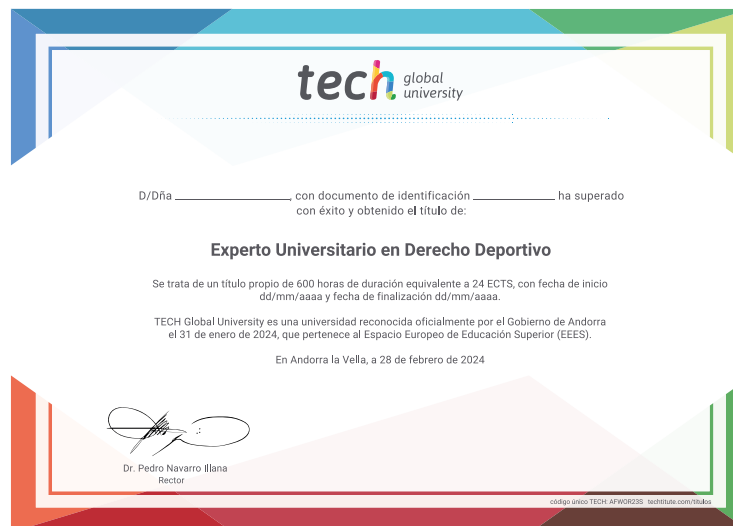 tech global
university
D/Dña ____________________, con documento de identificación ______________ ha superado
con éxito y obtenido el título de:
Experto Universitario en Derecho Deportivo
Se trata de un título propio de 600 horas de duración equivalente a 24 ECTS, con fecha de inicio
dd/mm/aaaa y fecha de finalización dd/mm/aaaa.
TECH Global University es una universidad reconocida oficialmente por el Gobierno de Andorra
el 31 de enero de 2024, que pertenece al Espacio Europeo de Educación Superior (EEES).
En Andorra la Vella, a 28 de febrero de 2024
Dr. Pedro Navarro Illana
Rector
código único TECH: AFWOR23S techtitute.com/titulos